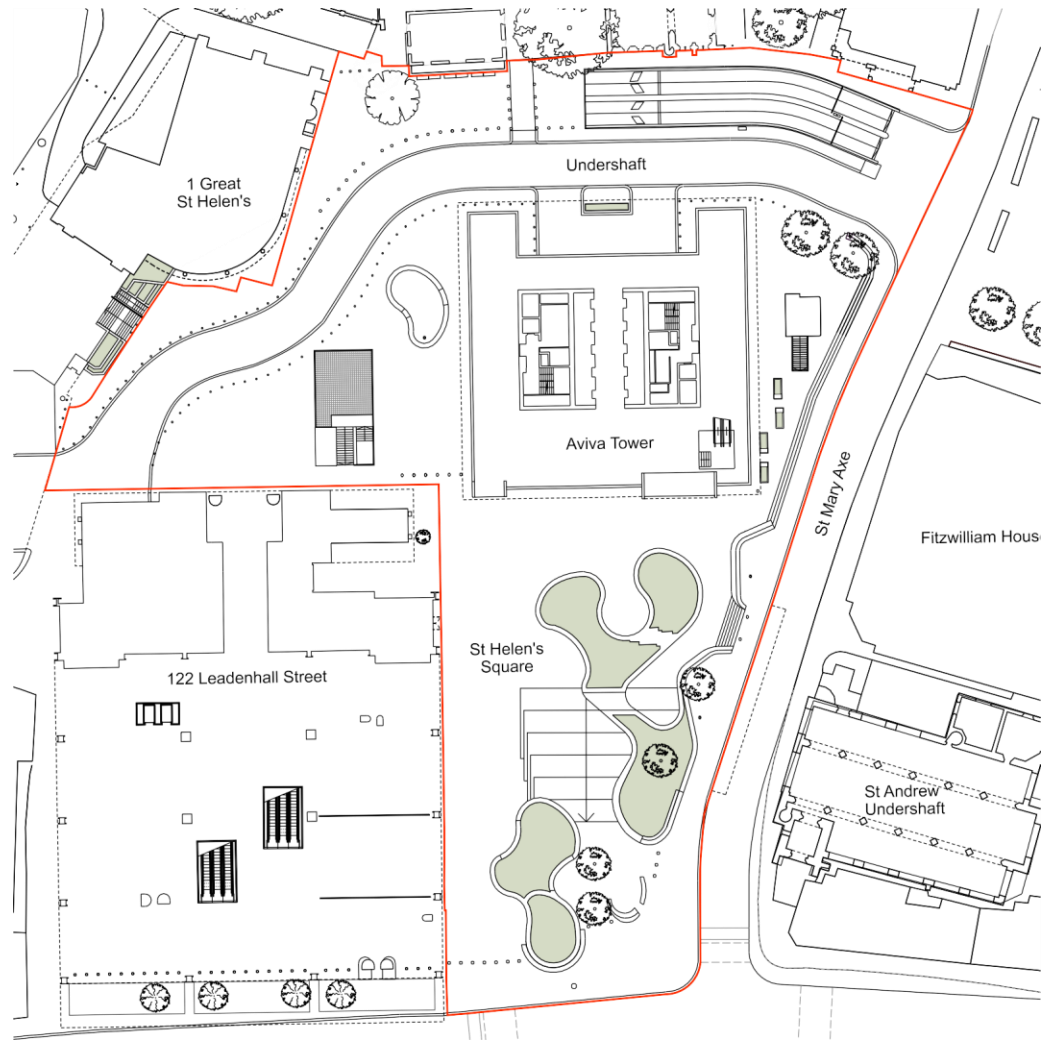 Undershaft
1 Great
St Helen's
Aviva Tower
St Mary Axe
Fitzwilliam Hous
St Helen's
Square
122 Leadenhall Street
St Andrew
Undershaft